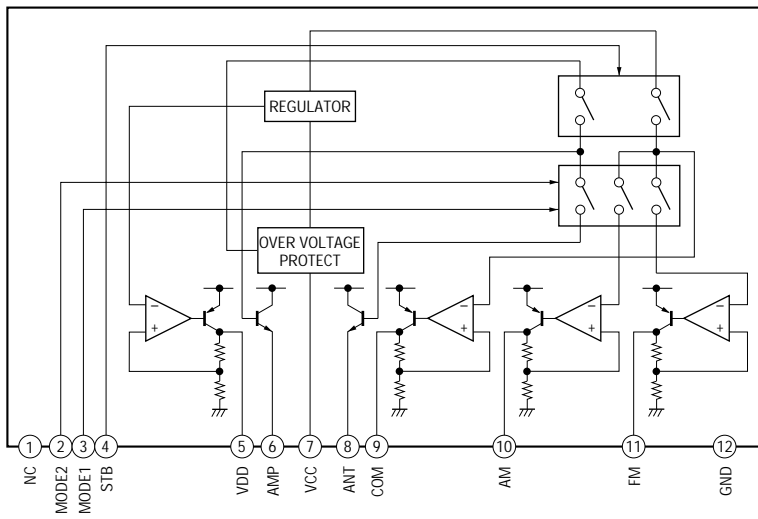 REGULATOR
OVER VOLTAGE
PROTECT
−
+
−
+
−
+
−
+
1
2
3
4
5
6
7
8
9
10
11
12
NC
MODE2
MODE1
STB
VDD
AMP
VCC
ANT
COM
AM
FM
GND